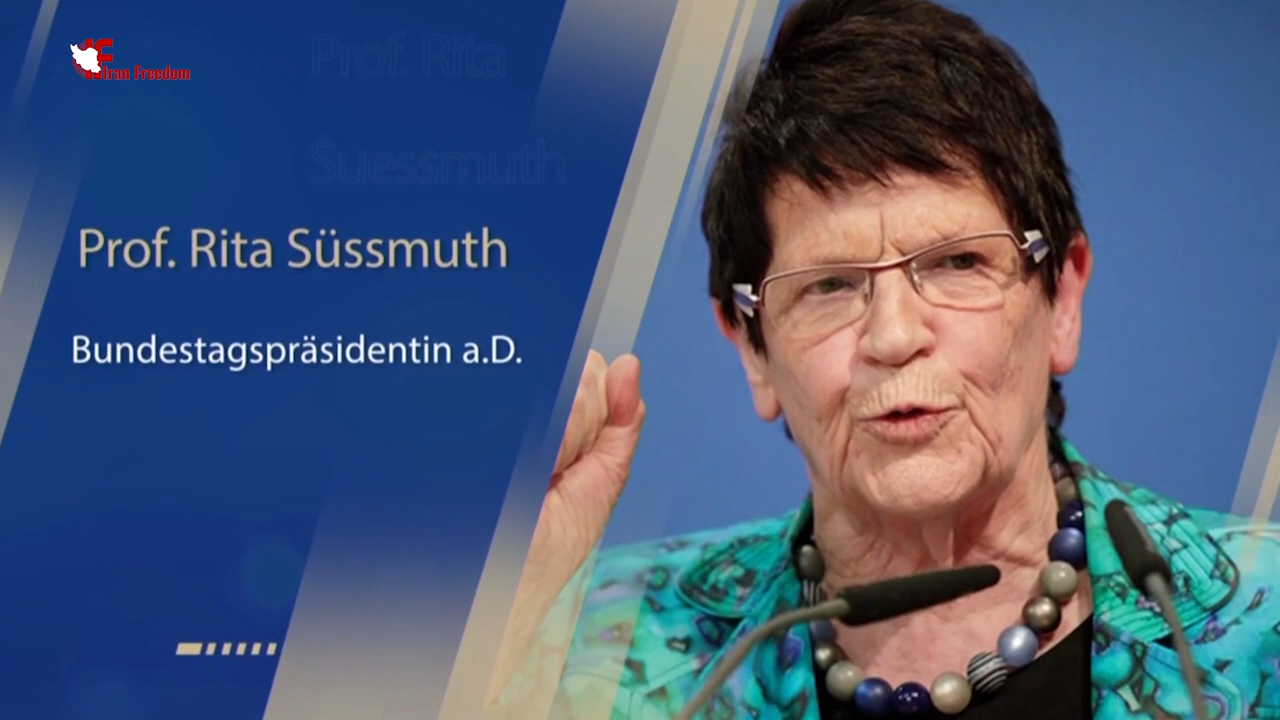 Iran Freedom
Prof. Rita
Suessmuth
Prof. Rita Süssmuth
Bundestagspräsidentin a.D.